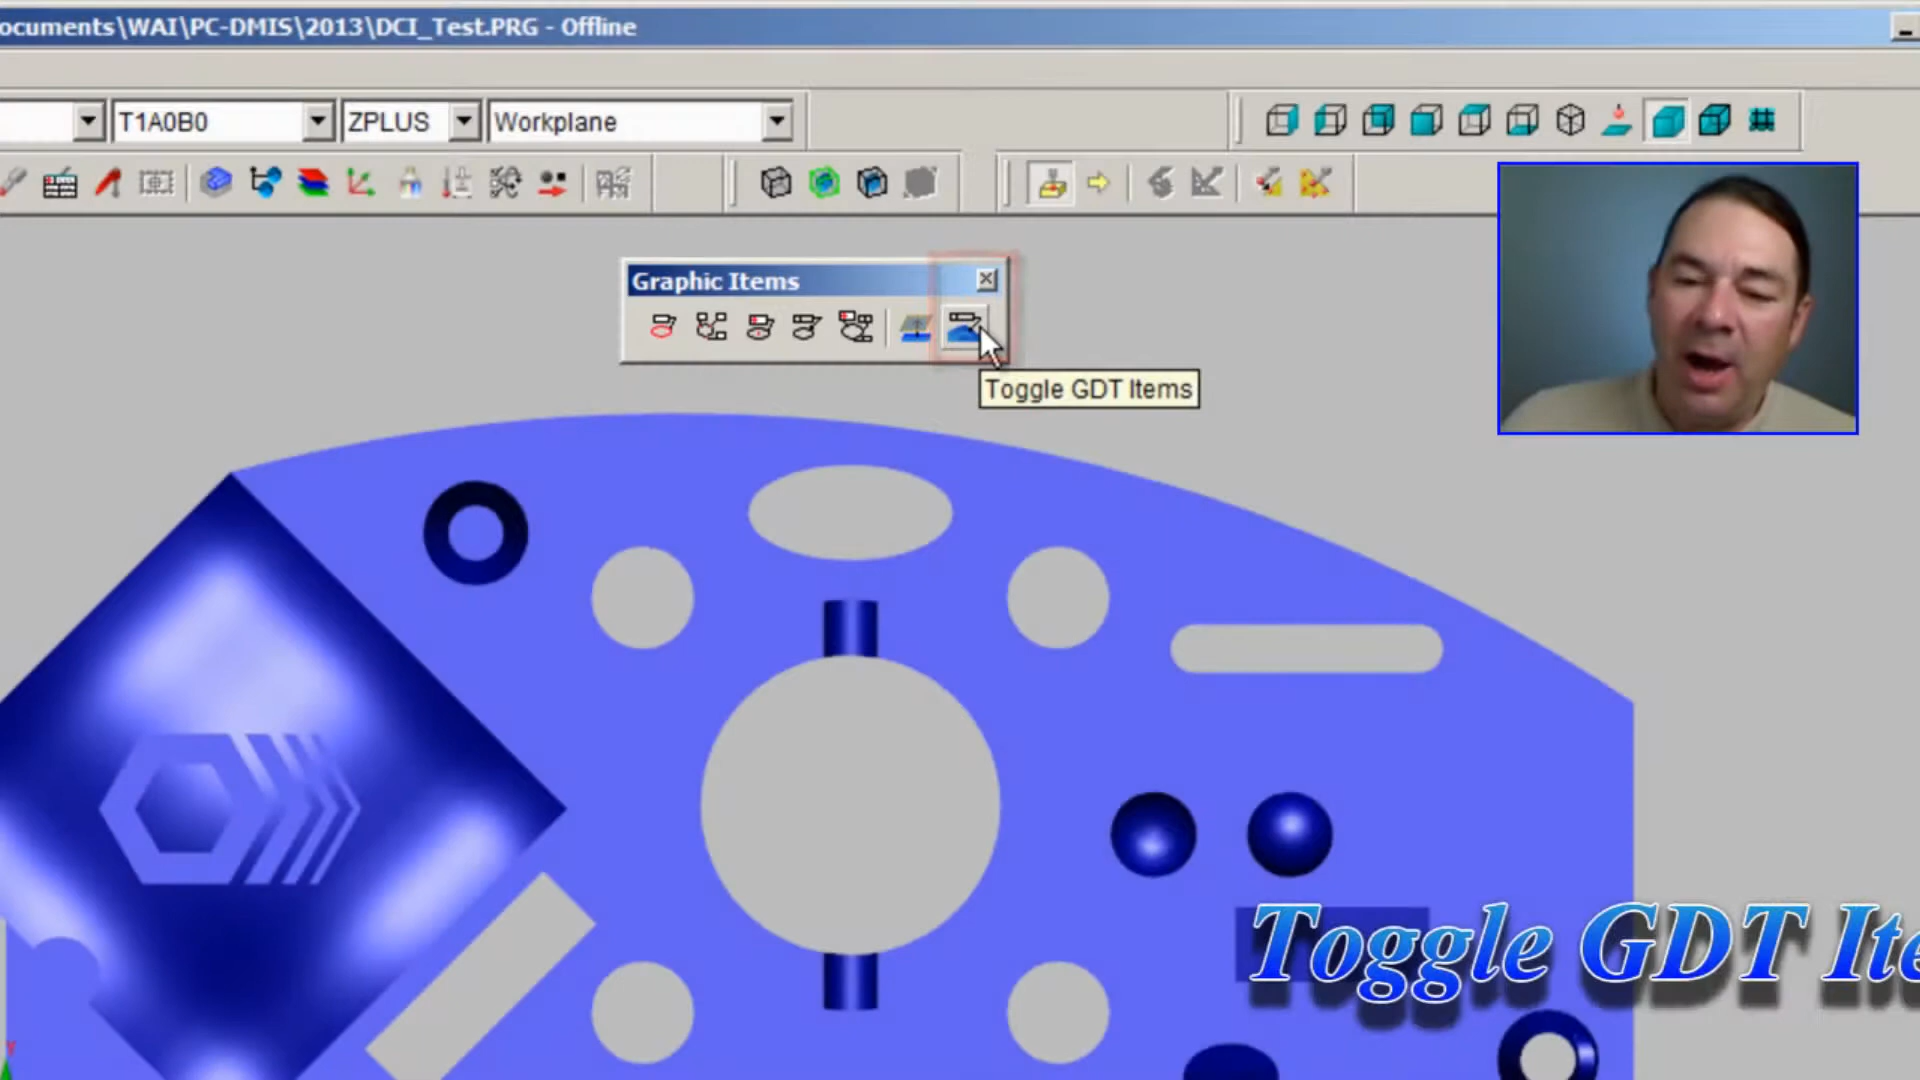 ocuments\WAI\PC-DMIS\2013\DCI_Test.PRG - Offline
T1A0B0 ZPLUS Workplane
Graphic Items
Toggle GDT Items
Toggle GDT Ite